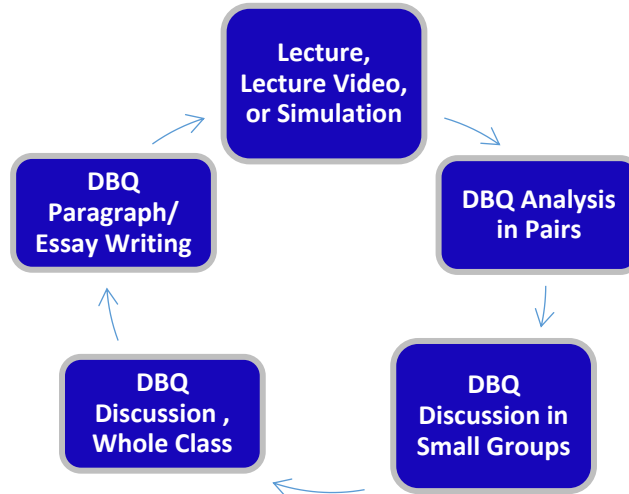 Lecture,
Lecture Video,
or Simulation
DBQ Analysis
in Pairs
DBQ
Discussion in
Small Groups
DBQ
Discussion ,
Whole Class
DBQ
Paragraph/
Essay Writing